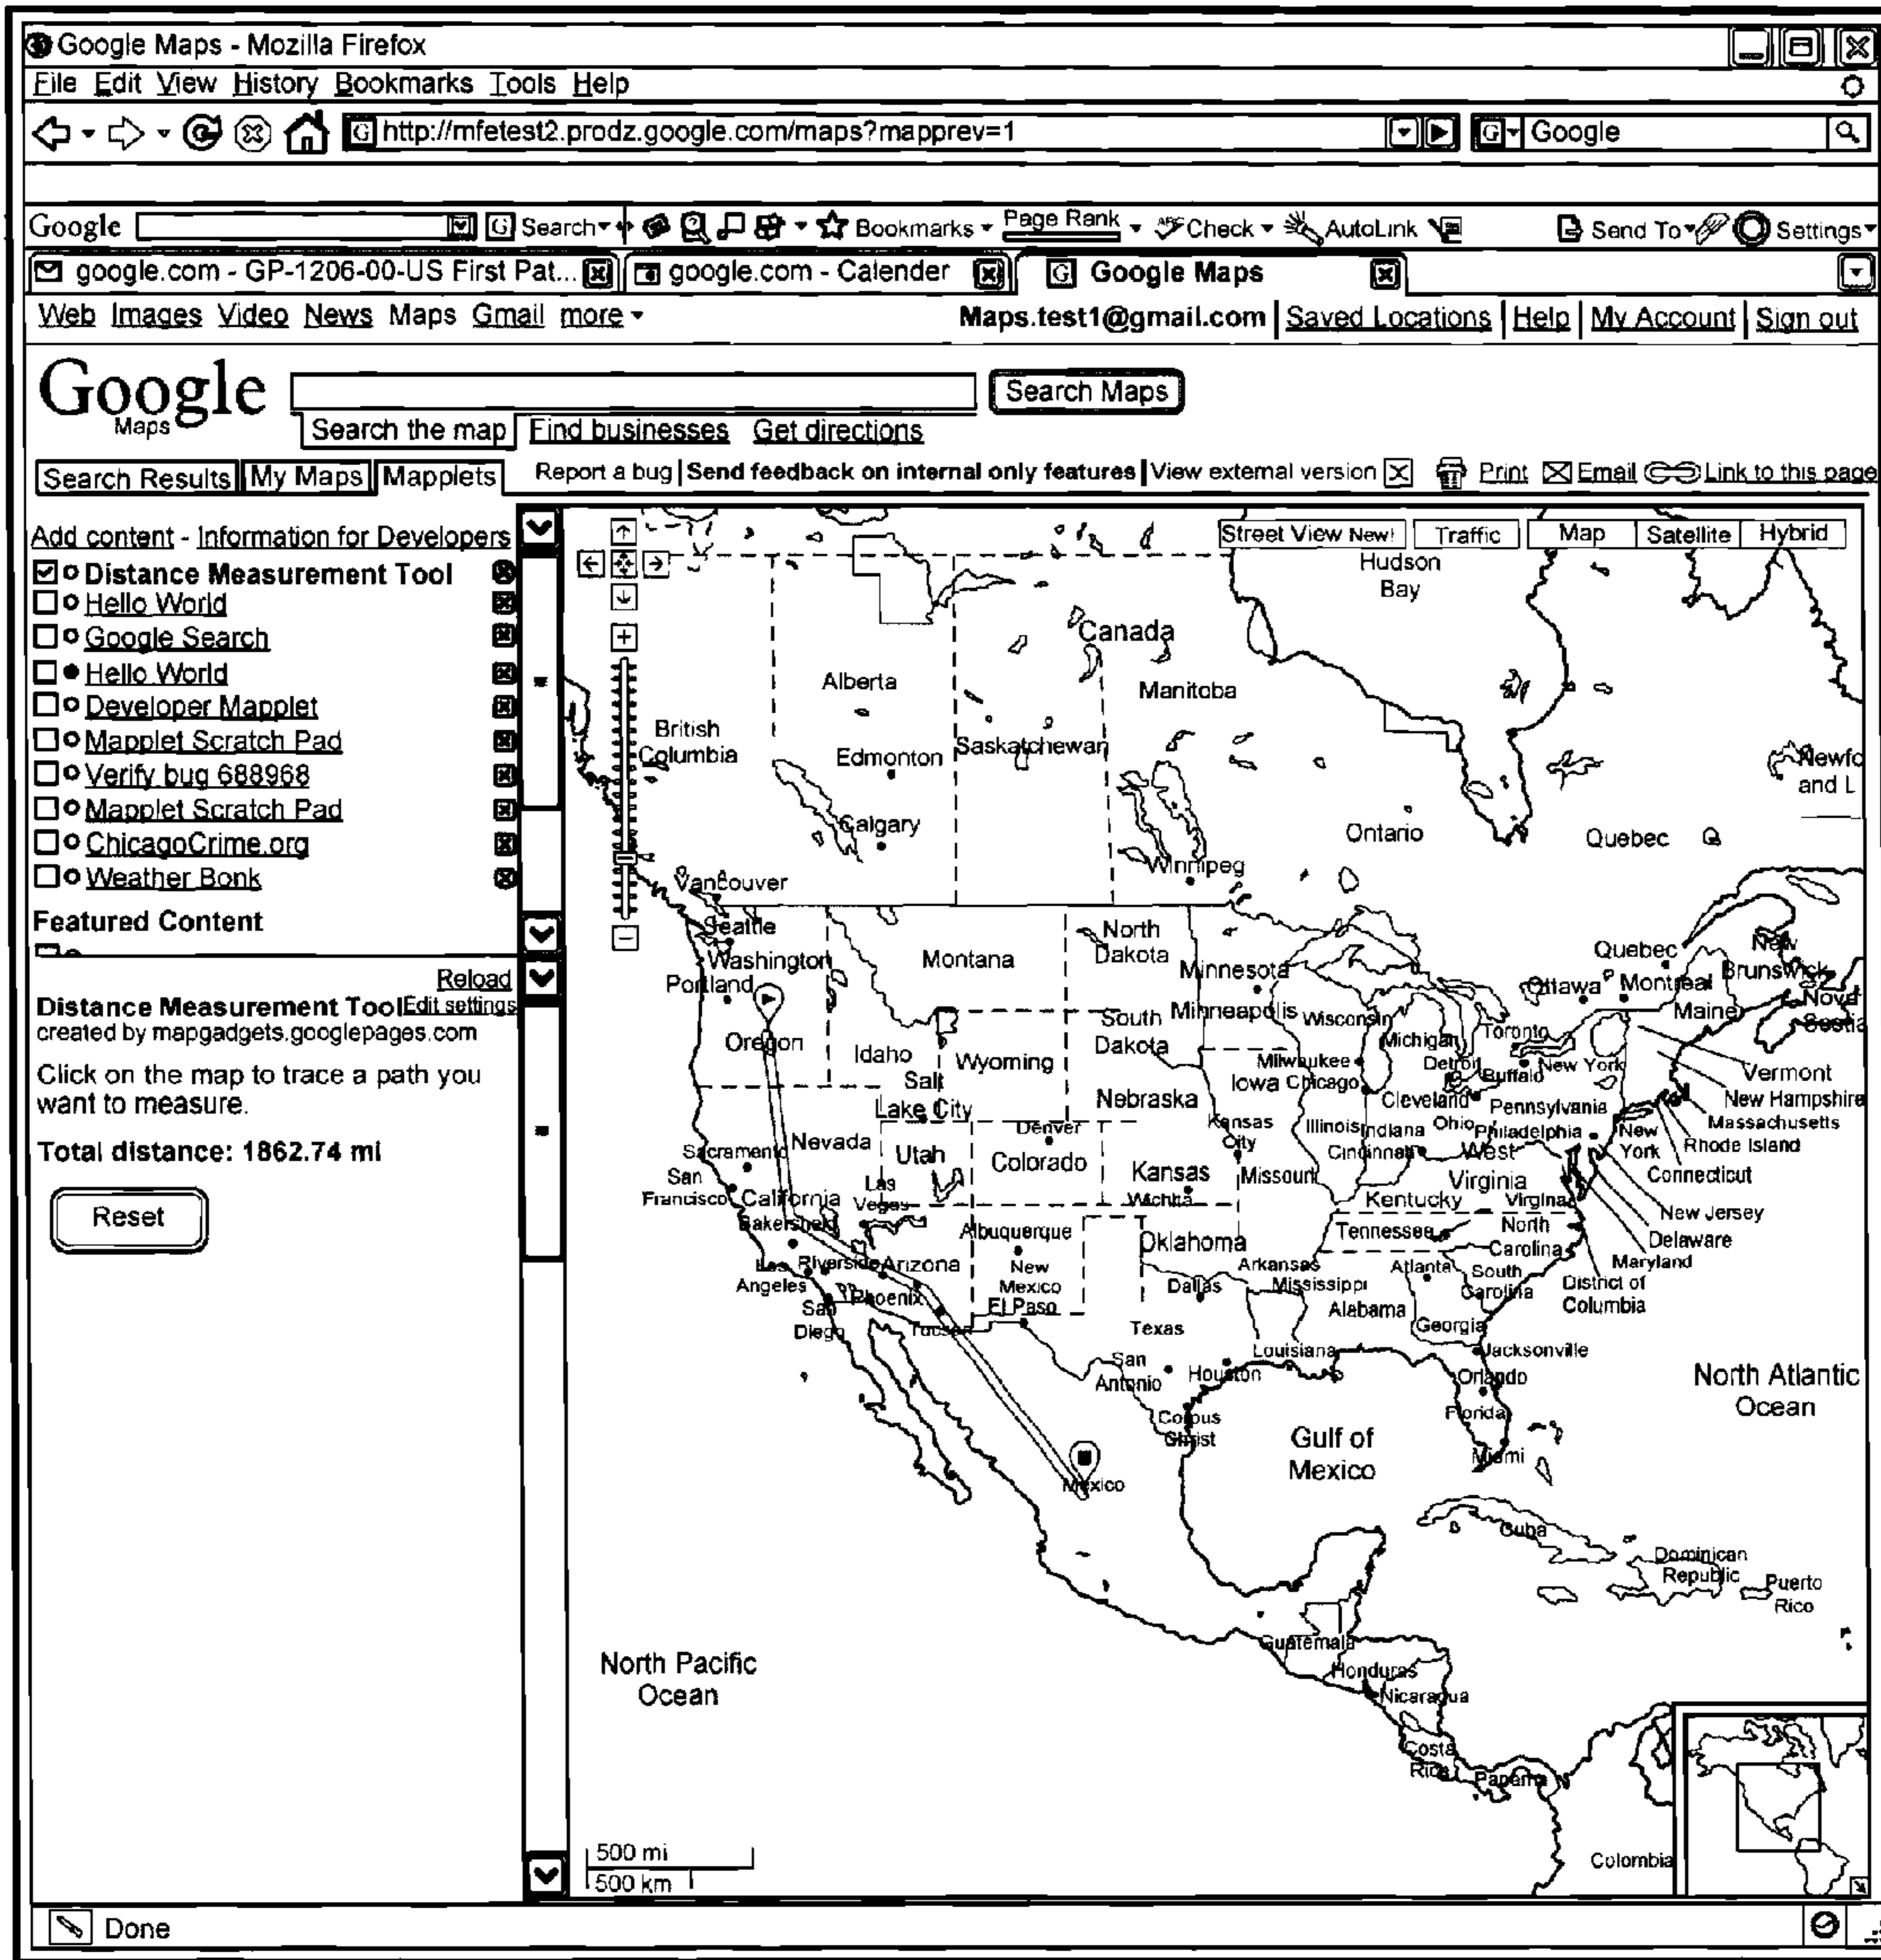 Google Maps - Mozilla Firefox
File Edit View History Bookmarks Tools Help
http://mfetest2.prodz.google.com/maps?mapprev=1
G Google
Google G Search Bookmarks Page Rank Check AutoLink Send To Settings
google.com - GP-1206-00-US First Pat... google.com - Calender G Google Maps
Web Images Video News Maps Gmail more Maps.test1@gmail.com | Saved Locations | Help | My Account | Sign out
Google Maps
Search Maps
Search the map Find businesses Get directions
Search Results My Maps Mapplets Report a bug | Send feedback on internal only features | View external version Print Email Link to this page
Add content - Information for Developers
Distance Measurement Tool
Hello World
Google Search
Hello World
Developer Mapplet
Mapplet Scratch Pad
Verify bug 688968
Mapplet Scratch Pad
ChicagoCrime.org
Weather Bonk
Featured Content
Reload
Distance Measurement Tool Edit settings
created by mapgadgets.googlepages.com
Click on the map to trace a path you
want to measure.
Total distance: 1862.74 mi
Reset
Street View New! Traffic Map Satellite Hybrid
Hudson
Bay
Canada
Alberta
Manitoba
British
Columbia
Edmonton
Saskatchewan
Newfo
and L
Calgary
Ontario
Quebec
Winnipeg
Vancouver
Seattle
Washington
Montana
North
Dakota
Minnesota
Quebec
New
Brunswick
Portland
Ottawa
Montreal
Maine
Nova
Scotia
Oregon
Idaho
Wyoming
South
Dakota
Minneapolis
Wisconsin
Michigan
Toronto
Milwaukee
Detroit
Buffalo
New York
Vermont
Salt
Lake City
Nebraska
Iowa
Chicago
Cleveland
Pennsylvania
New Hampshire
Massachusetts
Rhode Island
Connecticut
Sacramento
Nevada
Utah
Denver
Colorado
Kansas
City
Illinois
Indiana
Ohio
Philadelphia
New
York
San
Francisco
California
Las
Vegas
Kansas
Wichita
Missouri
Cincinnati
West
Virginia
Kentucky
Virginia
New Jersey
Delaware
Maryland
District of
Columbia
Bakersfield
Albuquerque
Oklahoma
Tennessee
North
Carolina
Los
Angeles
Riverside
Arizona
New
Mexico
Arkansas
Mississippi
Atlanta
South
Carolina
San
Diego
Phoenix
El Paso
Dallas
Alabama
Georgia
Tucson
Texas
Louisiana
Jacksonville
San
Antonio
Houston
Orlando
Florida
North Atlantic
Ocean
Corpus
Christ
Gulf of
Mexico
Miami
Mexico
Cuba
Dominican
Republic
Puerto
Rico
Guatemala
Honduras
Nicaragua
North Pacific
Ocean
Costa
Rica
Panama
Colombia
500 mi
500 km
Done